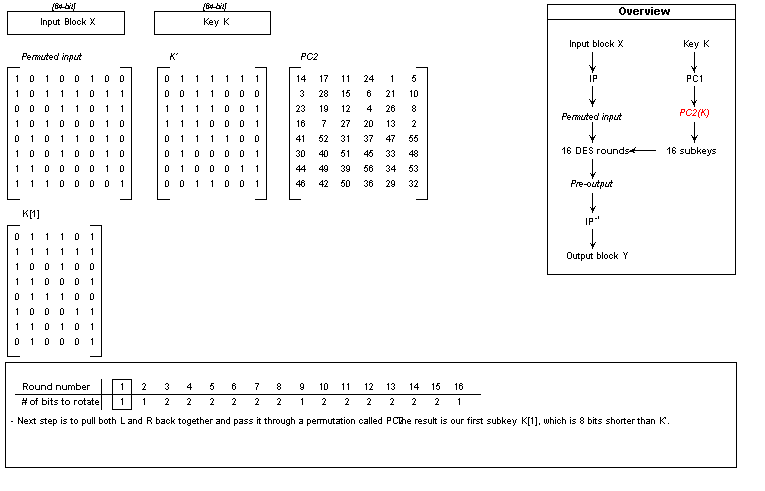 [64-bit]
Input Block X
[64-bit]
Key K
Overview
Input block X
Key K
IP
PC1
Permuted input
PC2(K)
16 DES rounds
16 subkeys
Pre-output
IP⁻¹
Output block Y
Permuted input
1 0 1 0 0 1 0 0
0 0 1 1 1 0 1 1
0 0 1 1 0 1 1 0
1 1 0 1 0 0 0 0
0 1 0 1 1 0 1 0
1 0 0 1 0 0 1 0
1 1 0 0 0 0 1 0
1 1 1 0 0 0 0 1
K'
0 1 1 1 1 1 1
0 0 1 1 0 0 0
0 1 1 1 0 1 1
1 1 1 1 0 0 0
1 1 1 0 1 0 0
0 0 1 1 0 0 1
1 0 0 0 0 1 1
0 0 1 1 0 0 1
PC2
14 17 11 24 1 5
3 28 15 6 21 10
23 19 12 4 26 8
16 7 27 20 13 2
41 52 31 37 47 55
30 40 51 45 33 48
44 49 39 56 34 53
46 42 50 36 29 32
K[1]
0 1 1 1 0 1
1 1 1 1 1 1
1 0 1 0 0
1 1 0 0 0 1
0 1 1 1 0 0
1 0 0 0 1 1
1 1 0 1 0 1
0 1 0 0 0 1
Round number 1 2 3 4 5 6 7 8 9 10 11 12 13 14 15 16
# of bits to rotate 1 1 2 2 2 2 2 2 1 2 2 2 2 2 2 1
- Next step is to pull both L and R back together and pass it through a permutation called PC2. The result is our first subkey K[1], which is 8 bits shorter than K'.